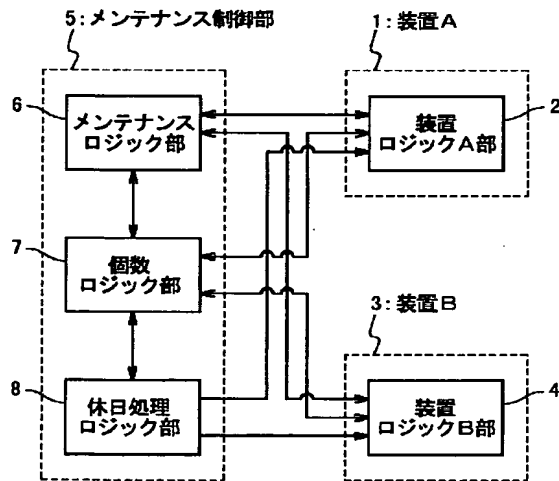 5:メンテナンス制御部
1:装置A
6
メンテナンス
ロジック部
装置
ロジックA部
2
7
個数
ロジック部
3:装置B
8
休日処理
ロジック部
装置
ロジックB部
4